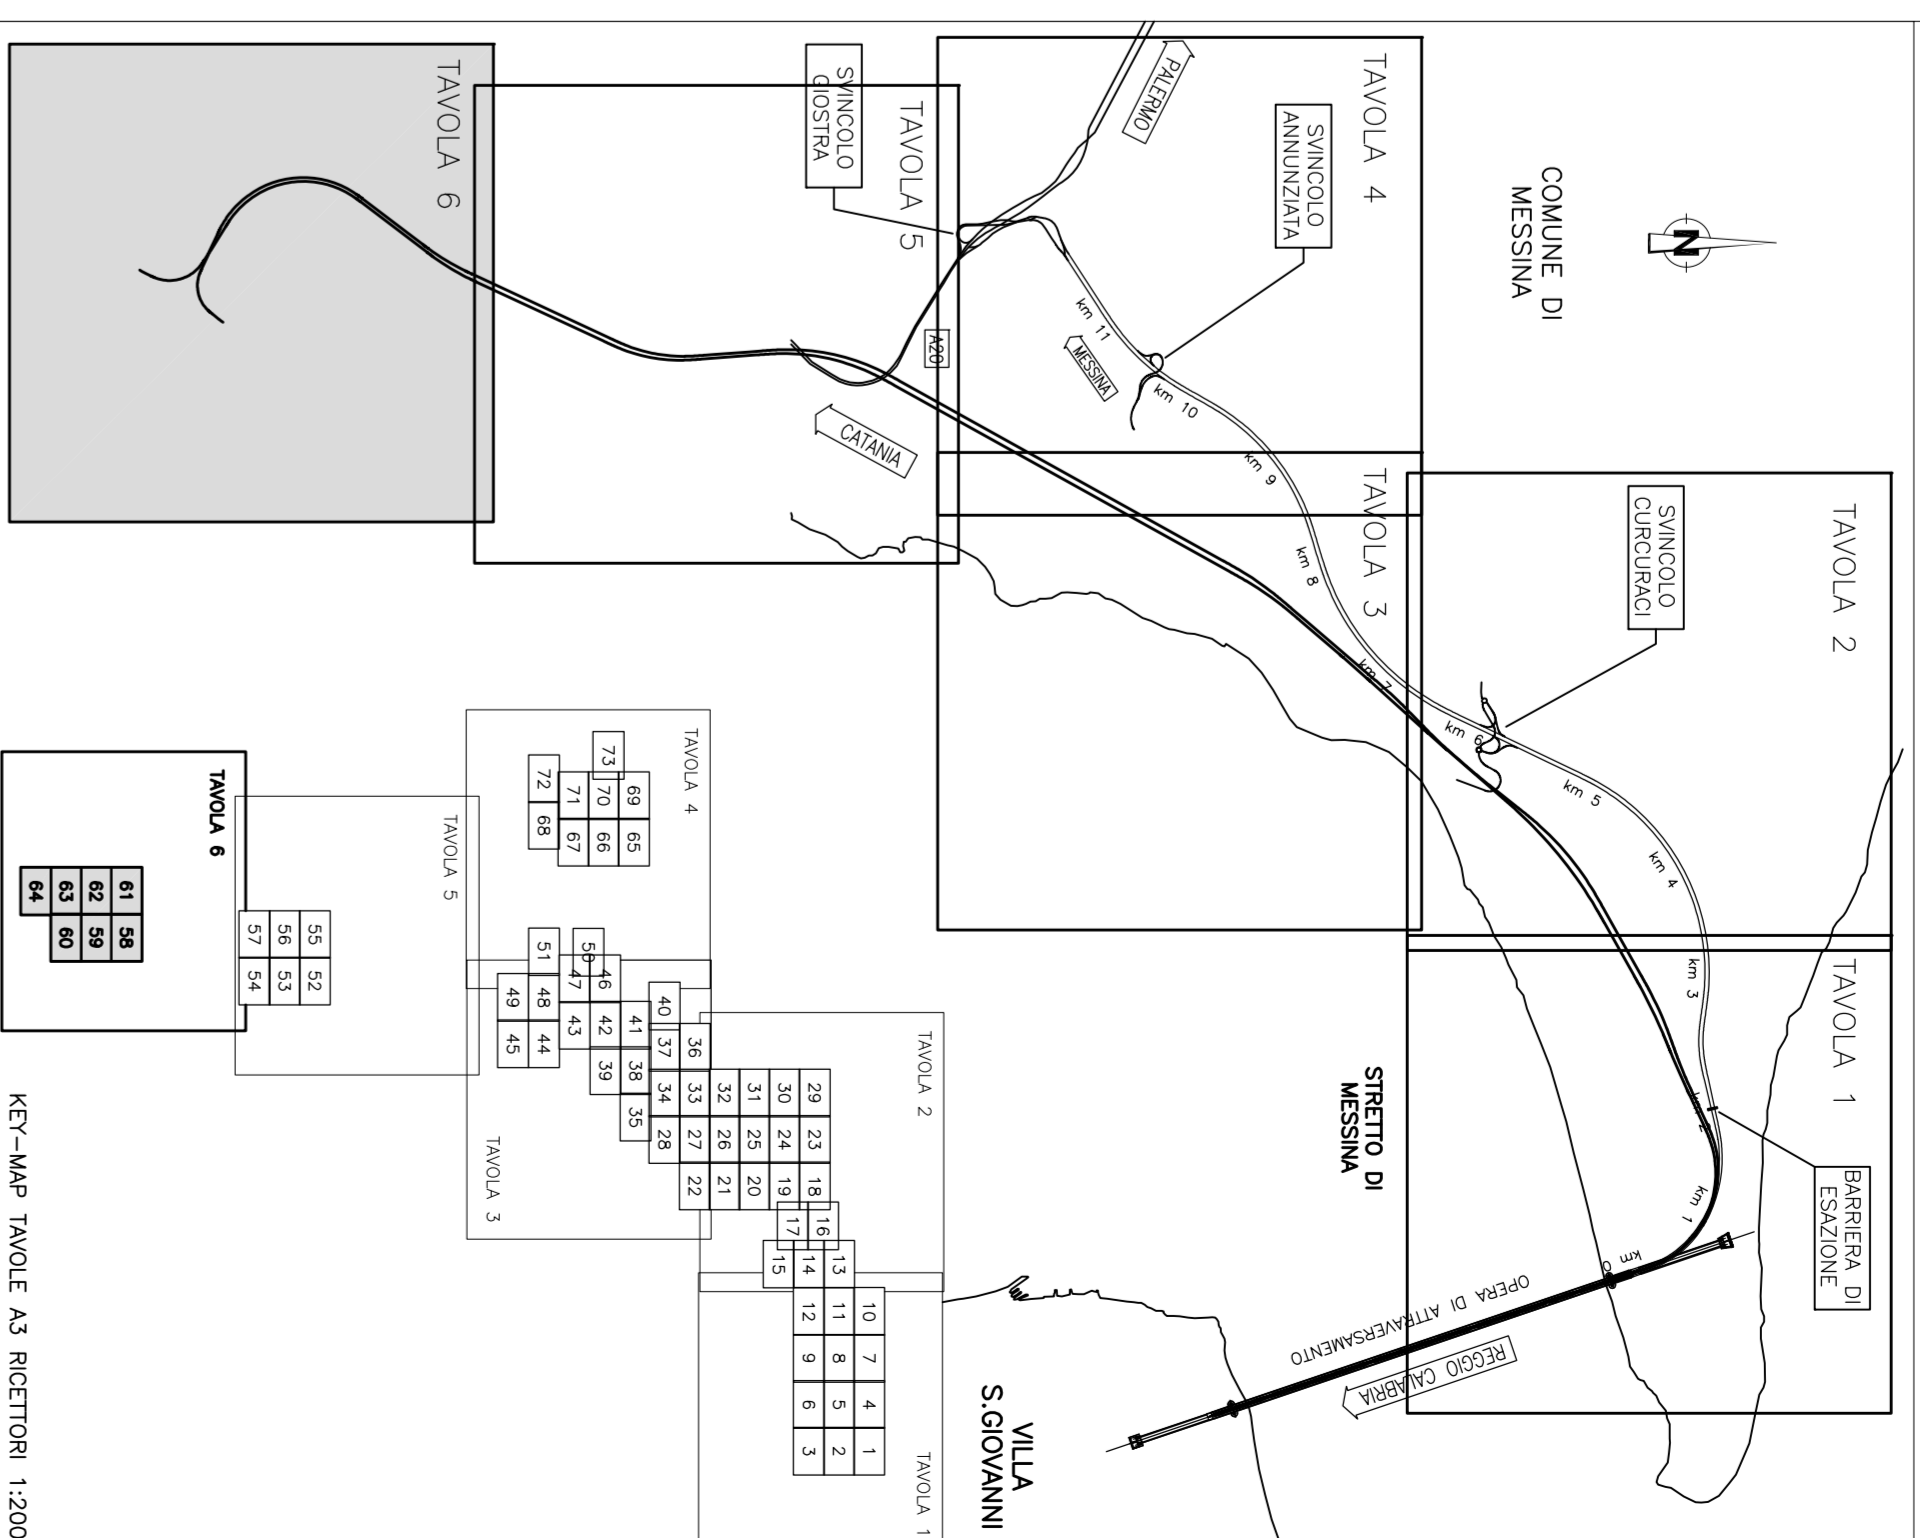 COMUNE DI
MESSINA
N
TAVOLA 6
TAVOLA 5
TAVOLA 4
TAVOLA 3
TAVOLA 2
TAVOLA 1
SVINCOLO
GIOSTRA
PALERMO
SVINCOLO
ANNUNZIATA
MESSINA
A20
CATANIA
SVINCOLO
CURCURACI
BARRIERA DI
ESAZIONE
km 11
km 10
km 9
km 8
km 7
km 6
km 5
km 4
km 3
km 2
km 1
km 0
OPERA DI ATTRAVERSAMENTO
REGGIO CALABRIA
STRETTO DI
MESSINA
VILLA
S.GIOVANNI
TAVOLA 6
61 58
62 59
63 60
64
TAVOLA 5
55 52
56 53
57 54
TAVOLA 4
73
69 65
70 66
71 67
72 68
TAVOLA 3
50
51
46
47
40
41
42
43
48
49
44
45
36
37
38
39
33
34
35
27
28
22
TAVOLA 2
29 23 18
30 24 19
31 25 20
32 26 21
16
17
13
14
15
TAVOLA 1
10 7 4 1
11 8 5 2
12 9 6 3
KEY-MAP TAVOLE A3 RICETTORI 1:200